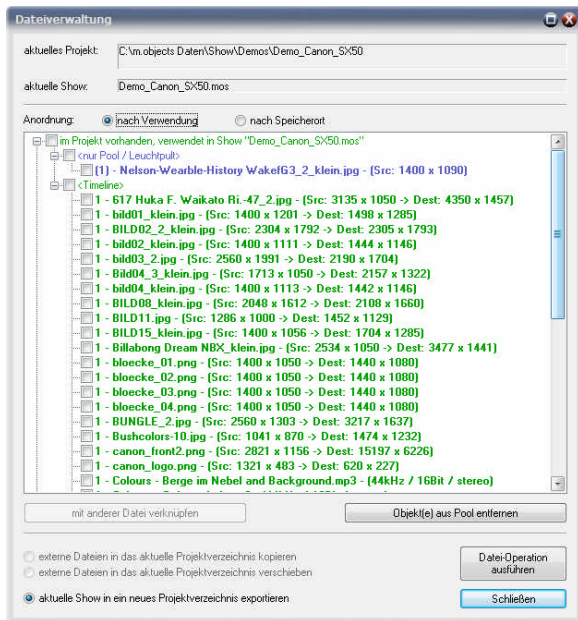 Dateiverwaltung
aktuelles Projekt: C:\m.objects Daten\Show\Demos\Demo_Canon_SX50
aktuelle Show: Demo_Canon_SX50.mos
Anordnung: nach Verwendung nach Speicherort
im Projekt vorhanden, verwendet in Show "Demo_Canon_SX50.mos"
<nur Pool / Leuchtpult>
(1) - Nelson-Wearble-History WakefG3_2_klein.jpg - (Src: 1400 x 1090)
<Timeline>
1 - 617 Huka F. Waikato Ri.-47_2.jpg - (Src: 3135 x 1050 -> Dest: 4350 x 1457)
1 - bild01_klein.jpg - (Src: 1400 x 1201 -> Dest: 1498 x 1285)
1 - BILD02_2_klein.jpg - (Src: 2304 x 1792 -> Dest: 2305 x 1793)
1 - bild02_klein.jpg - (Src: 1400 x 1111 -> Dest: 1444 x 1146)
1 - bild03_2.jpg - (Src: 2560 x 1991 -> Dest: 2190 x 1704)
1 - Bild04_3_klein.jpg - (Src: 1713 x 1050 -> Dest: 2157 x 1322)
1 - bild04_klein.jpg - (Src: 1400 x 1113 -> Dest: 1442 x 1146)
1 - BILD08_klein.jpg - (Src: 2048 x 1612 -> Dest: 2108 x 1660)
1 - BILD11.jpg - (Src: 1286 x 1000 -> Dest: 1452 x 1129)
1 - BILD15_klein.jpg - (Src: 1400 x 1056 -> Dest: 1704 x 1285)
1 - Billabong Dream NBX_klein.jpg - (Src: 2534 x 1050 -> Dest: 3477 x 1441)
1 - bloecke_01.png - (Src: 1400 x 1050 -> Dest: 1440 x 1080)
1 - bloecke_02.png - (Src: 1400 x 1050 -> Dest: 1440 x 1080)
1 - bloecke_03.png - (Src: 1400 x 1050 -> Dest: 1440 x 1080)
1 - bloecke_04.png - (Src: 1400 x 1050 -> Dest: 1440 x 1080)
1 - BUNGLE_2.jpg - (Src: 2560 x 1303 -> Dest: 3217 x 1637)
1 - Bushcolors-10.jpg - (Src: 1041 x 870 -> Dest: 1474 x 1232)
1 - canon_front2.png - (Src: 2821 x 1156 -> Dest: 15197 x 6226)
1 - canon_logo.png - (Src: 1321 x 483 -> Dest: 620 x 227)
1 - Colours - Berge im Nebel and Background.mp3 - (44kHz / 16Bit / stereo)
mit anderer Datei verknüpfen Objekt(e) aus Pool entfernen
externe Dateien in das aktuelle Projektverzeichnis kopieren
externe Dateien in das aktuelle Projektverzeichnis verschieben
Datei-Operation
ausführen
aktuelle Show in ein neues Projektverzeichnis exportieren
Schließen